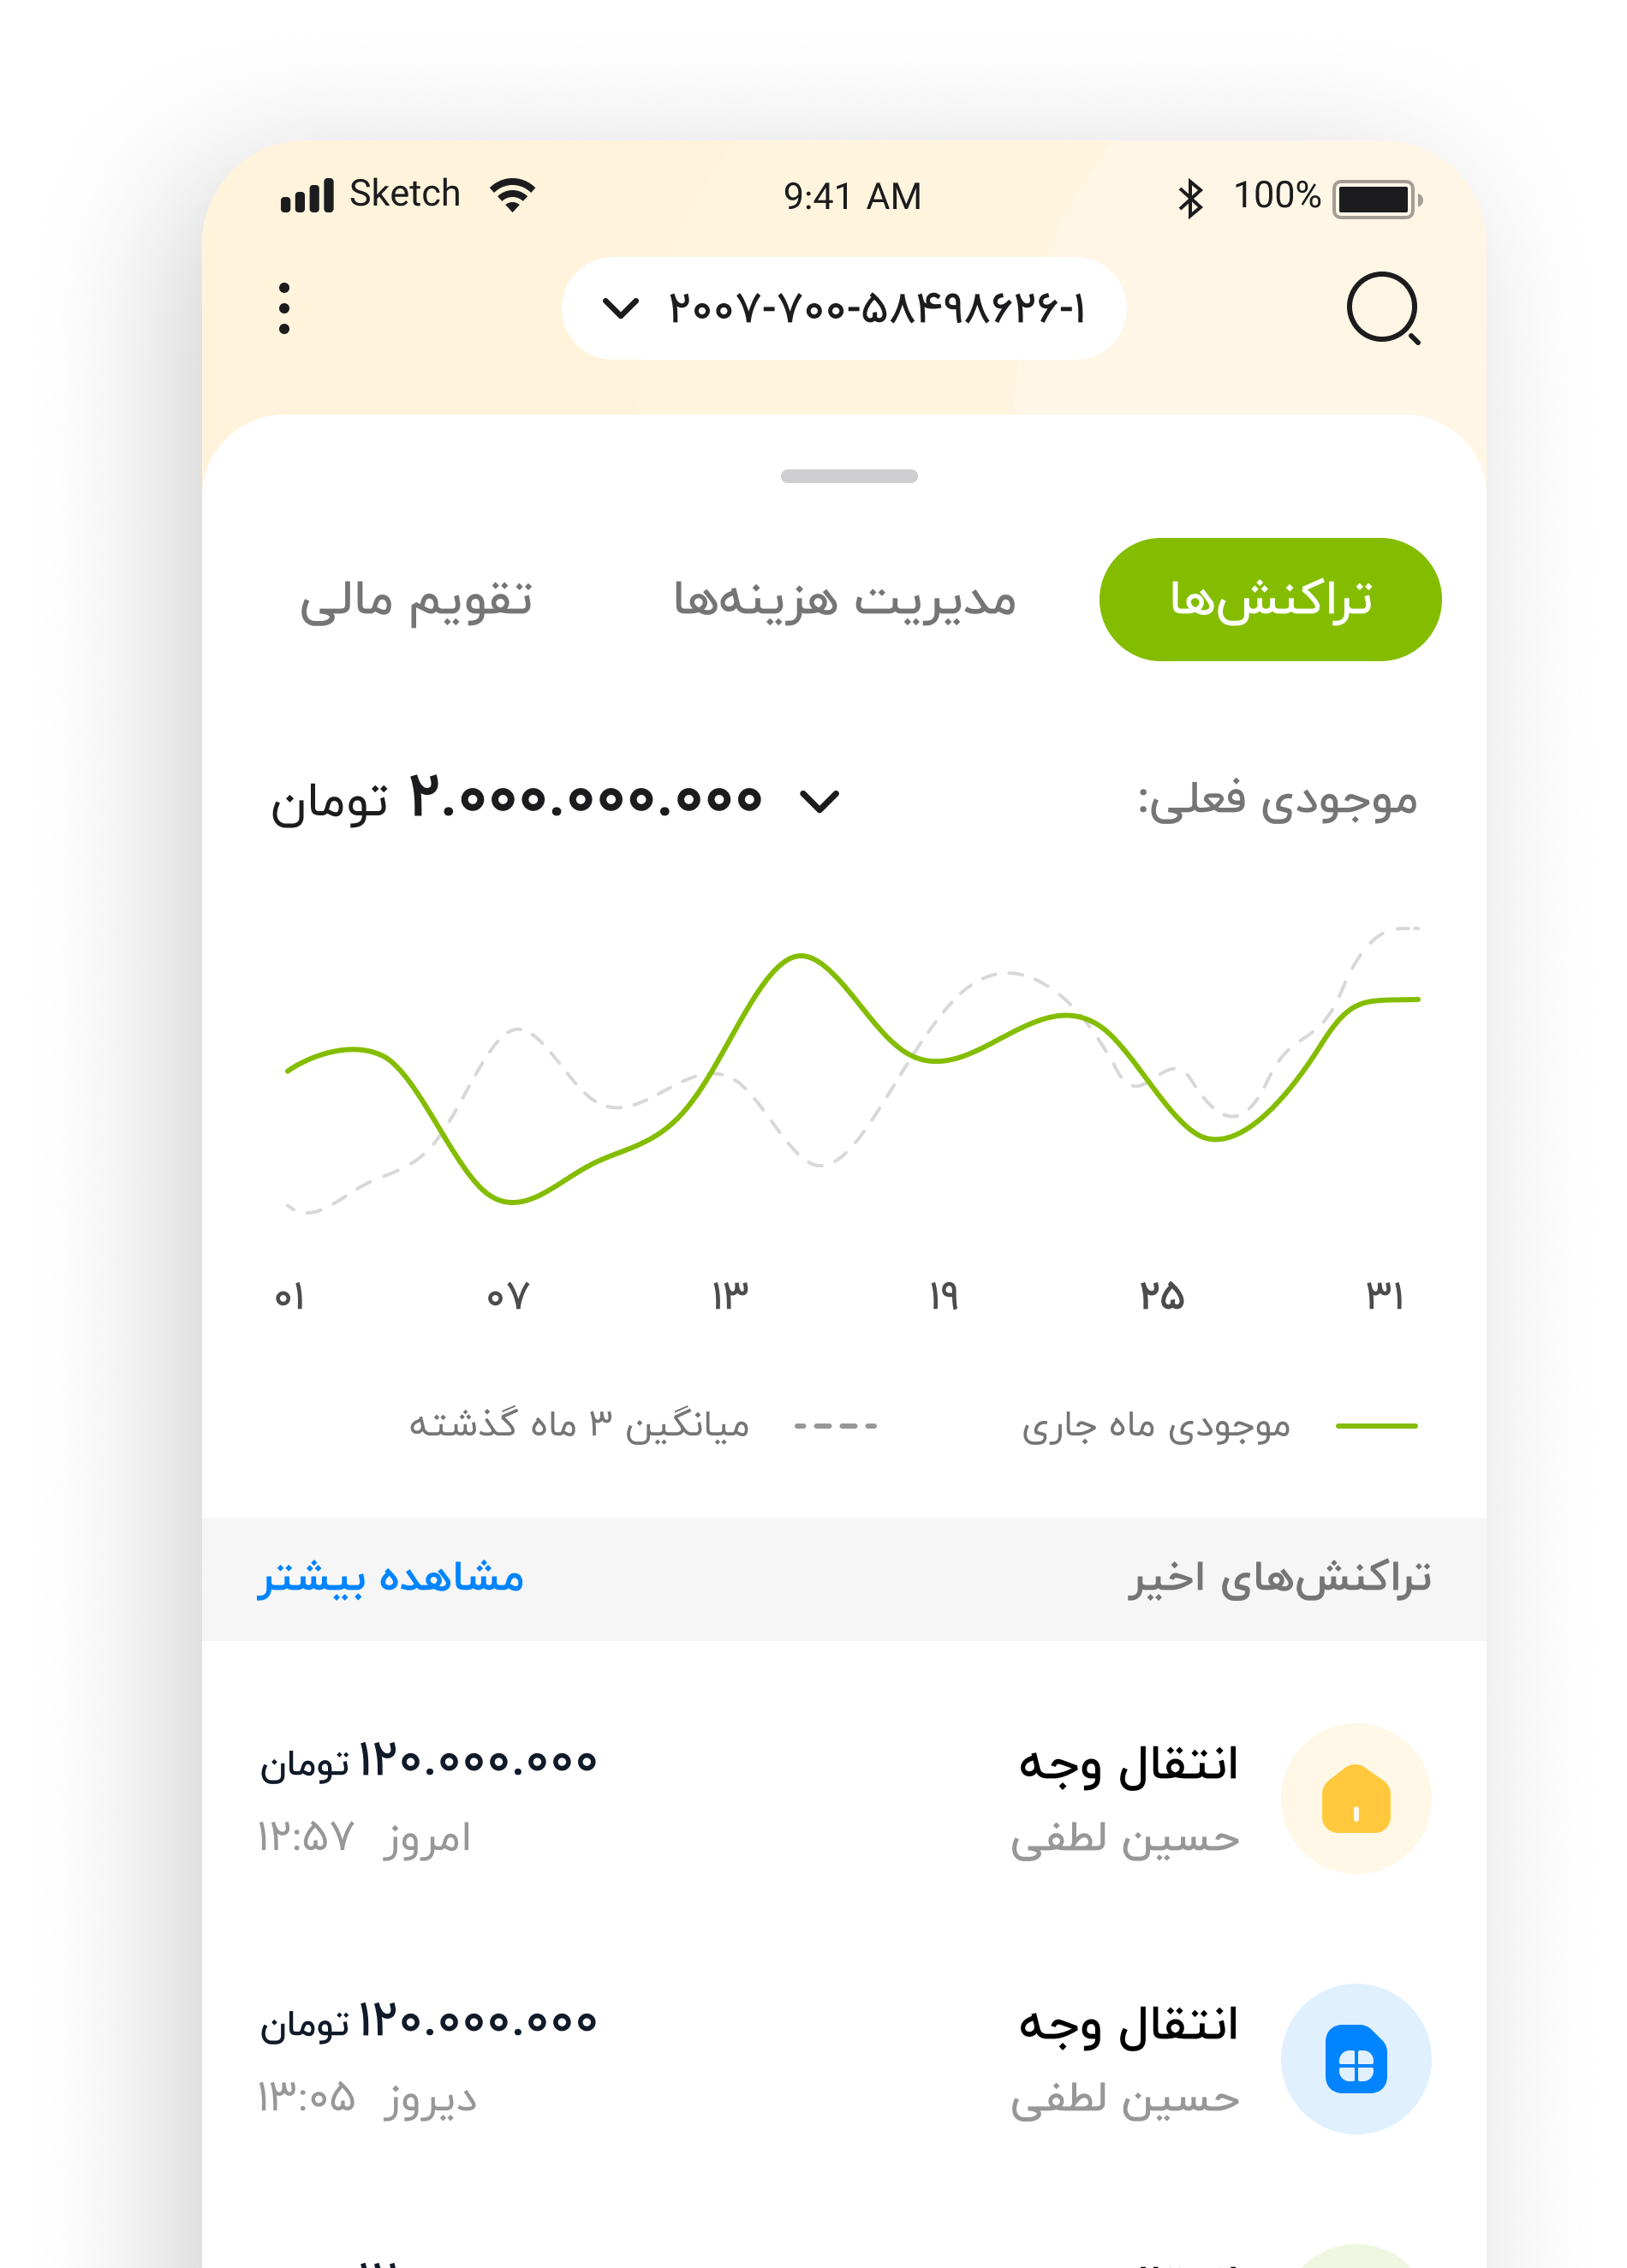 Sketch 9:41 AM 100%
۲۰۰۷-۷۰۰-۵۸۴۹۸۶۲۶-۱
تراکنش‌ها مدیریت هزینه‌ها تقویم مالی
موجودی فعلی: ۲.۰۰۰.۰۰۰.۰۰۰ تومان
۰۱ ۰۷ ۱۳ ۱۹ ۲۵ ۳۱
موجودی ماه جاری میانگین ۳ ماه گذشته
تراکنش‌های اخیر مشاهده بیشتر
انتقال وجه ۱۲۰.۰۰۰.۰۰۰ تومان
حسین لطفی امروز ۱۲:۵۷
انتقال وجه ۱۲۰.۰۰۰.۰۰۰ تومان
حسین لطفی دیروز ۱۳:۰۵